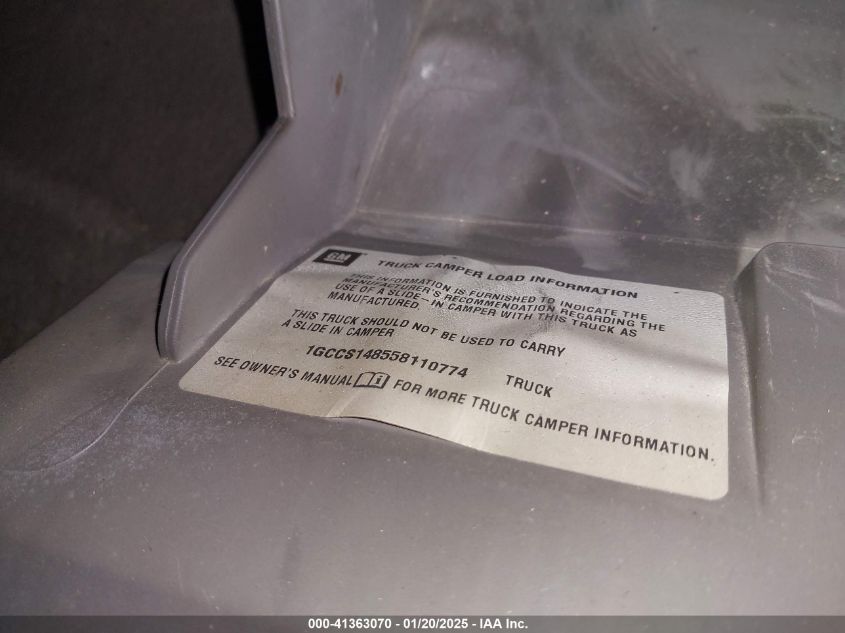 GM
TRUCK CAMPER LOAD INFORMATION
THIS INFORMATION IS FURNISHED TO INDICATE THE
MANUFACTURER'S RECOMMENDATION REGARDING THE
USE OF A SLIDE-IN CAMPER WITH THIS TRUCK AS
MANUFACTURED.
THIS TRUCK SHOULD NOT BE USED TO CARRY
A SLIDE IN CAMPER
1GCCS148558110774 TRUCK
SEE OWNER'S MANUAL FOR MORE TRUCK CAMPER INFORMATION.
000-41363070 - 01/20/2025 - IAA Inc.